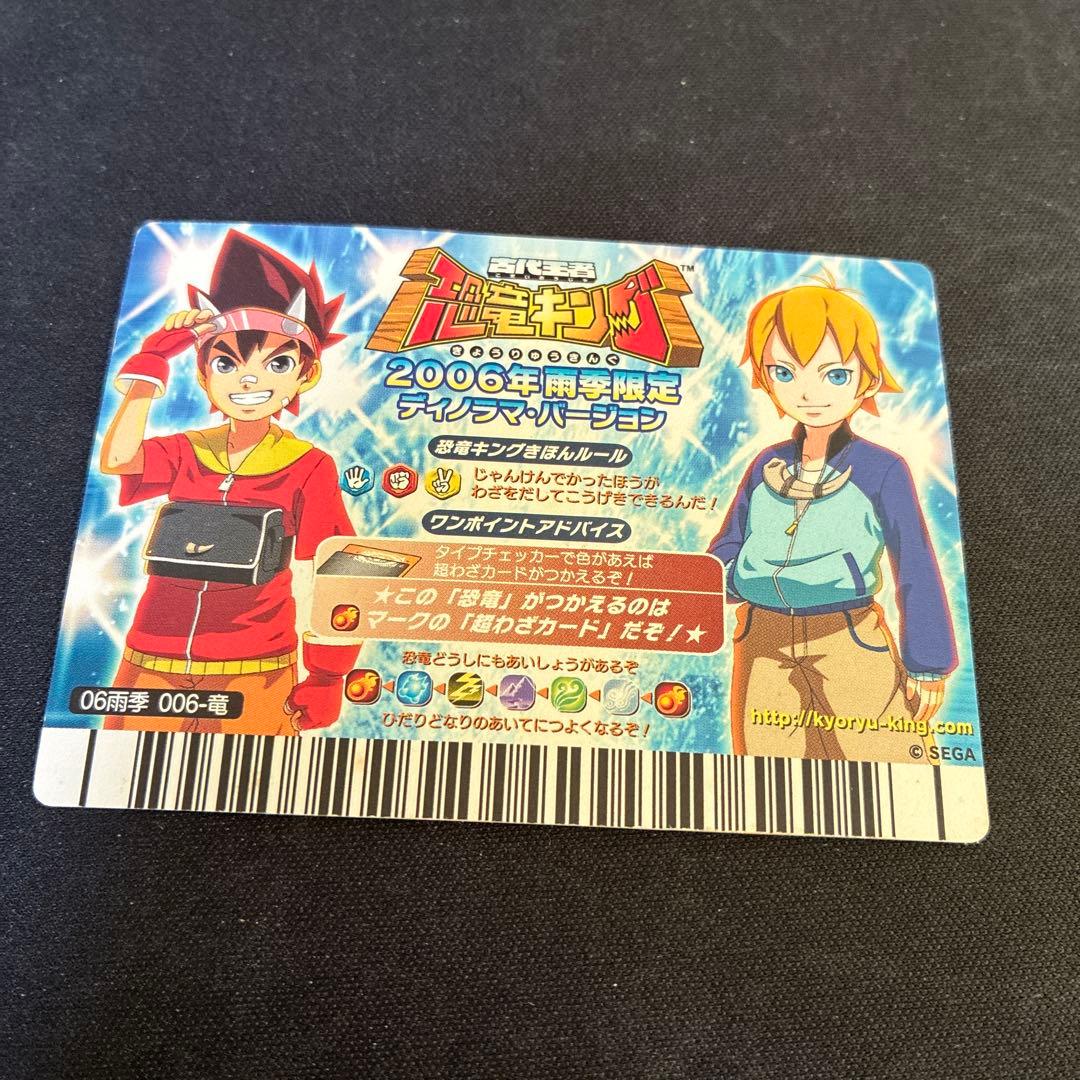 古代王者
こだいおうじゃ
恐竜キング™
きょうりゅうきんぐ
2006年 雨季限定
ディノラマ・バージョン
恐竜キングきほんルール
じゃんけんでかったほうが
わざをだしてこうげきできるんだ!
ワンポイントアドバイス
タイプチェッカーで色があえば
超わざカードがつかえるぞ!
★この「恐竜」がつかえるのは
マークの「超わざカード」だぞ!★
恐竜どうしにもあいしょうがあるぞ
ひだりどなりのあいてにつよくなるぞ!
06雨季 006-竜
http://kyoryu-king.com
© SEGA